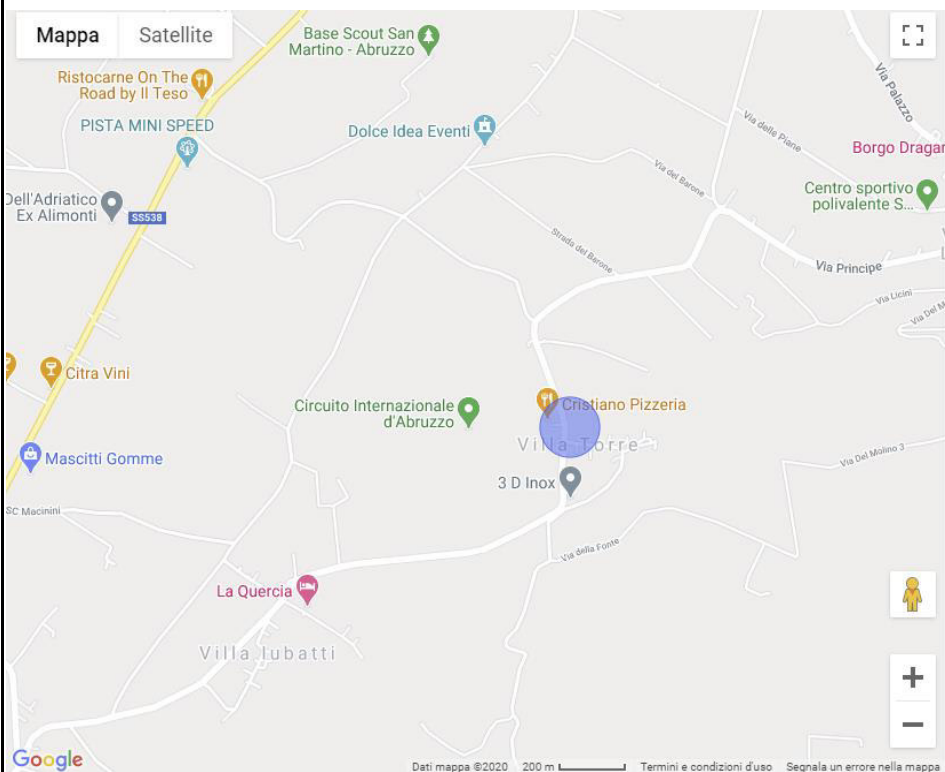 Mappa
Satellite
Base Scout San
Martino - Abruzzo
Ristocarne On The
Road by Il Teso
PISTA MINI SPEED
Dolce Idea Eventi
Via Palazzo
Via delle Piane
Borgo Dragan
Via del Barone
Centro sportivo
polivalente S...
Dell'Adriatico
Ex Alimonti
SS538
Strada del Barone
Via Principe
Via Licini
Via Del M
Citra Vini
Circuito Internazionale
d'Abruzzo
Cristiano Pizzeria
Villa Torre
Mascitti Gomme
Via Del Molino 3
3 D Inox
SC Macinini
Via della Fonte
La Quercia
Villa Iubatti
Google
Dati mappa ©2020
200 m
Termini e condizioni d'uso
Segnala un errore nella mappa